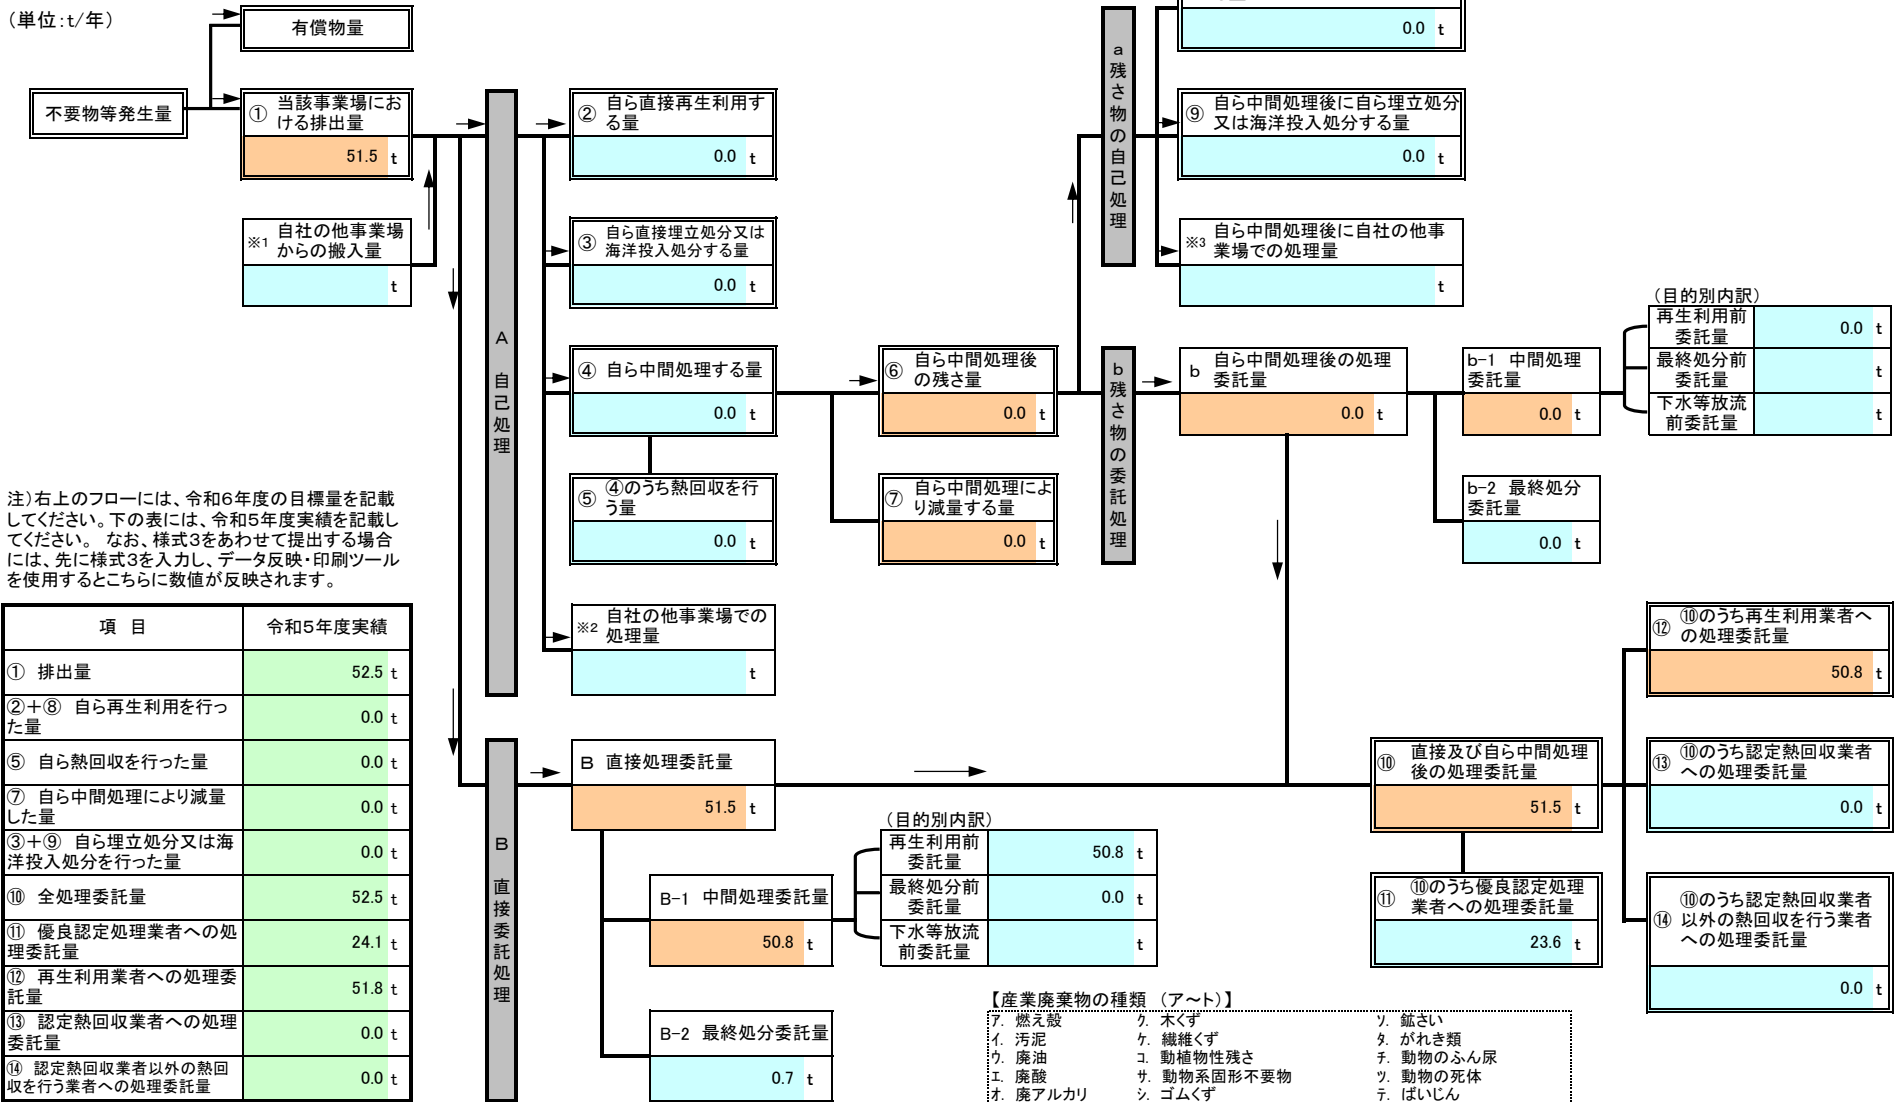 （単位：t/年）
有償物量
不要物等発生量
① 当該事業場にお
ける排出量
51.5 t
※1 自社の他事業場
からの搬入量
t
A 自己処理
② 自ら直接再生利用す
る量
0.0 t
③ 自ら直接埋立処分又は
海洋投入処分する量
0.0 t
④ 自ら中間処理する量
0.0 t
⑤ ④のうち熱回収を行
う量
0.0 t
※2 自社の他事業場での
処理量
t
⑥ 自ら中間処理後
の残さ量
0.0 t
⑦ 自ら中間処理によ
り減量する量
0.0 t
a 残さ物の自己処理
0.0 t
⑨ 自ら中間処理後に自ら埋立処分
又は海洋投入処分する量
0.0 t
※3 自ら中間処理後に自社の他事
業場での処理量
t
b 残さ物の委託処理
b 自ら中間処理後の処理
委託量
0.0 t
b-1 中間処理
委託量
0.0 t
（目的別内訳）
再生利用前
委託量
0.0 t
最終処分前
委託量
t
下水等放流
前委託量
t
b-2 最終処分
委託量
0.0 t
注）右上のフローには、令和６年度の目標量を記載
してください。下の表には、令和５年度実績を記載し
てください。 なお、様式３をあわせて提出する場合
には、先に様式３を入力し、データ反映・印刷ツール
を使用するとこちらに数値が反映されます。
項 目 令和５年度実績
① 排出量 52.5 t
②＋⑧ 自ら再生利用を行っ
た量 0.0 t
⑤ 自ら熱回収を行った量 0.0 t
⑦ 自ら中間処理により減量
した量 0.0 t
③＋⑨ 自ら埋立処分又は海
洋投入処分を行った量 0.0 t
⑩ 全処理委託量 52.5 t
⑪ 優良認定処理業者への処
理委託量 24.1 t
⑫ 再生利用業者への処理委
託量 51.8 t
⑬ 認定熱回収業者への処理
委託量 0.0 t
⑭ 認定熱回収業者以外の熱回
収を行う業者への処理委託量 0.0 t
B 直接委託処理
B 直接処理委託量
51.5 t
B-1 中間処理委託量
50.8 t
B-2 最終処分委託量
0.7 t
（目的別内訳）
再生利用前
委託量
50.8 t
最終処分前
委託量
0.0 t
下水等放流
前委託量
t
⑩ 直接及び自ら中間処理
後の処理委託量
51.5 t
⑪ ⑩のうち優良認定処理
業者への処理委託量
23.6 t
⑫ ⑩のうち再生利用業者へ
の処理委託量
50.8 t
⑬ ⑩のうち認定熱回収業者
への処理委託量
0.0 t
⑭ ⑩のうち認定熱回収業者
以外の熱回収を行う業者
への処理委託量
0.0 t
【産業廃棄物の種類 （ア～ト）】
ア. 燃え殻 ク. 木くず ソ. 鉱さい
イ. 汚泥 ケ. 繊維くず タ. がれき類
ウ. 廃油 コ. 動植物性残さ チ. 動物のふん尿
エ. 廃酸 サ. 動物系固形不要物 ツ. 動物の死体
オ. 廃アルカリ シ. ゴムくず テ. ばいじん